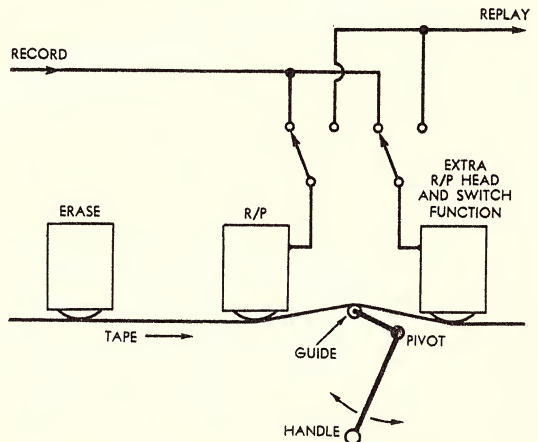 REPLAY
RECORD
EXTRA
R/P HEAD
AND SWITCH
FUNCTION
ERASE
R/P
TAPE
GUIDE
PIVOT
HANDLE